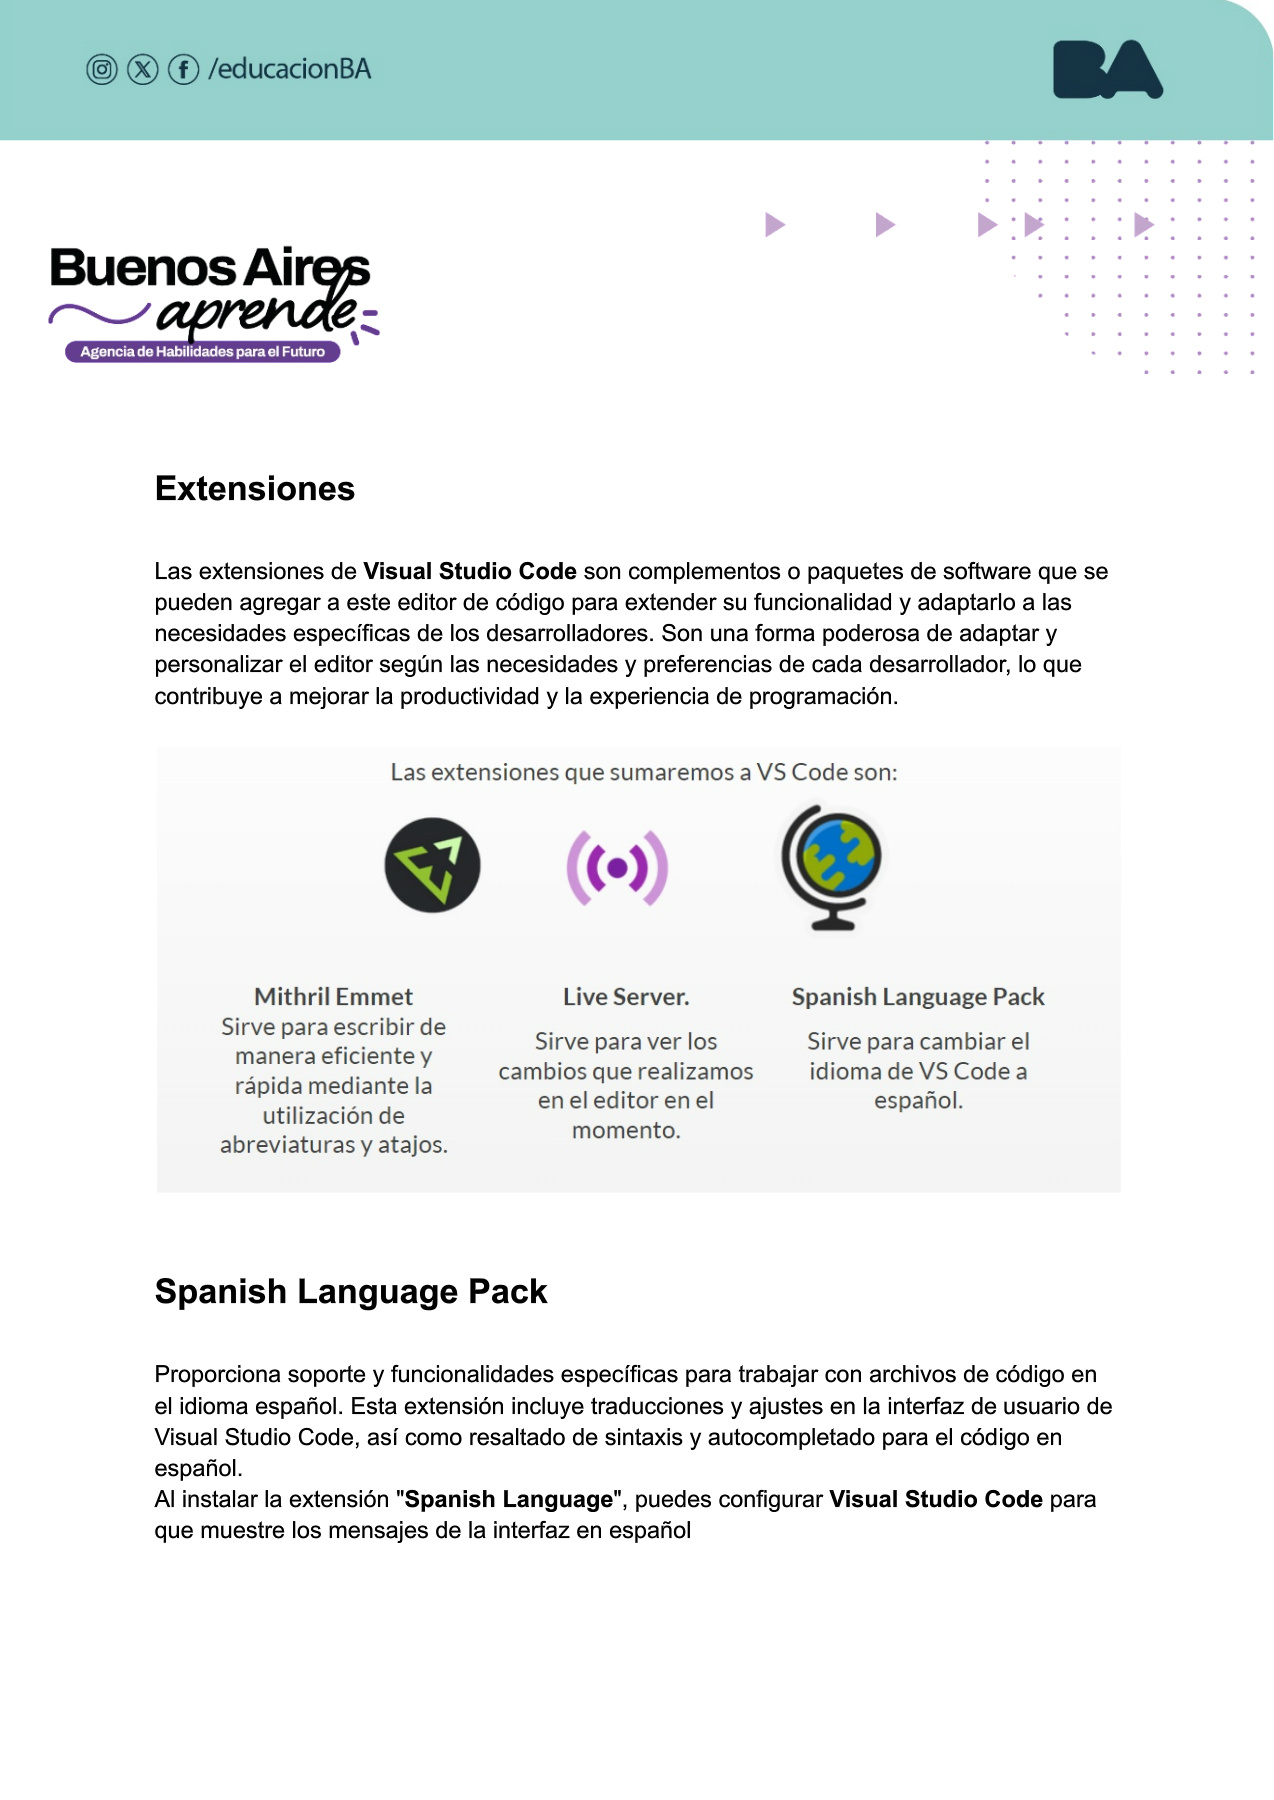 /educacionBA
BA
Buenos Aires
aprende
Agencia de Habilidades para el Futuro
Extensiones
Las extensiones de Visual Studio Code son complementos o paquetes de software que se
pueden agregar a este editor de código para extender su funcionalidad y adaptarlo a las
necesidades específicas de los desarrolladores. Son una forma poderosa de adaptar y
personalizar el editor según las necesidades y preferencias de cada desarrollador, lo que
contribuye a mejorar la productividad y la experiencia de programación.
Las extensiones que sumaremos a VS Code son:
Mithril Emmet
Sirve para escribir de
manera eficiente y
rápida mediante la
utilización de
abreviaturas y atajos.
Live Server.
Sirve para ver los
cambios que realizamos
en el editor en el
momento.
Spanish Language Pack
Sirve para cambiar el
idioma de VS Code a
español.
Spanish Language Pack
Proporciona soporte y funcionalidades específicas para trabajar con archivos de código en
el idioma español. Esta extensión incluye traducciones y ajustes en la interfaz de usuario de
Visual Studio Code, así como resaltado de sintaxis y autocompletado para el código en
español.
Al instalar la extensión "Spanish Language", puedes configurar Visual Studio Code para
que muestre los mensajes de la interfaz en español